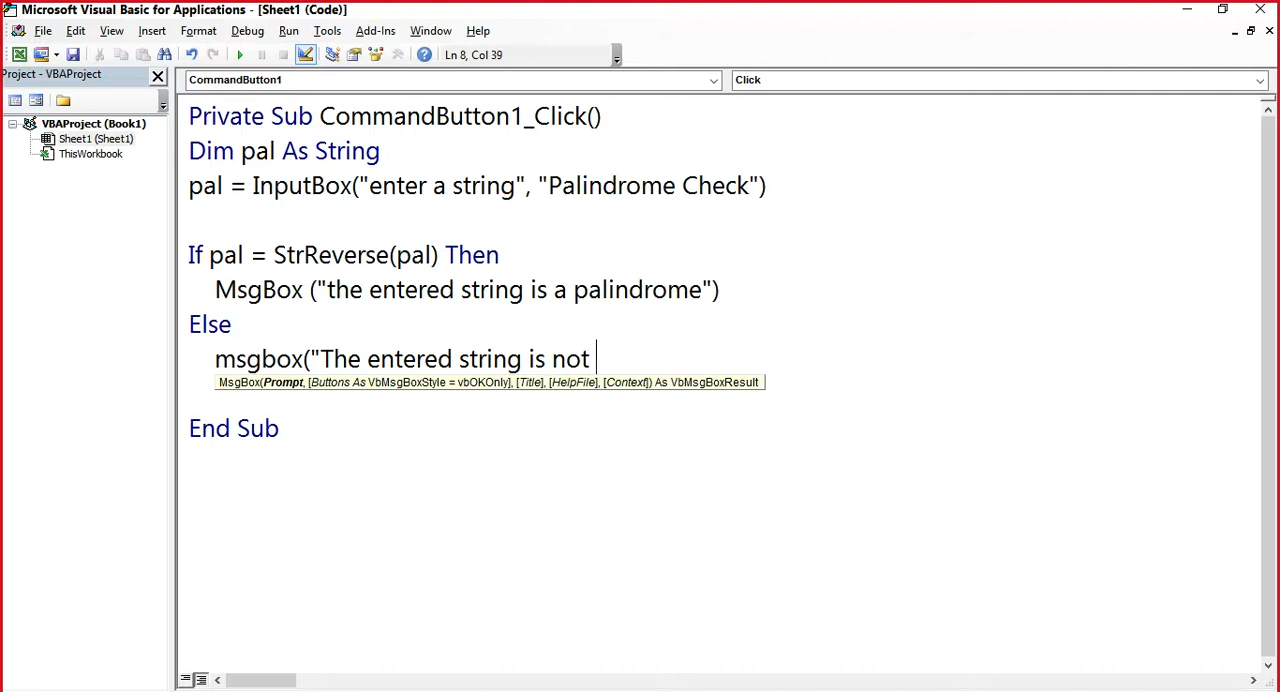 Microsoft Visual Basic for Applications - [Sheet1 (Code)]
File Edit View Insert Format Debug Run Tools Add-Ins Window Help
Ln 8, Col 39
Project - VBAProject
CommandButton1 Click
VBAProject (Book1)
Sheet1 (Sheet1)
ThisWorkbook
Private Sub CommandButton1_Click()
Dim pal As String
pal = InputBox("enter a string", "Palindrome Check")
If pal = StrReverse(pal) Then
MsgBox ("the entered string is a palindrome")
Else
msgbox("The entered string is not
MsgBox(Prompt, [Buttons As VbMsgBoxStyle = vbOKOnly], [Title], [HelpFile], [Context]) As VbMsgBoxResult
End Sub